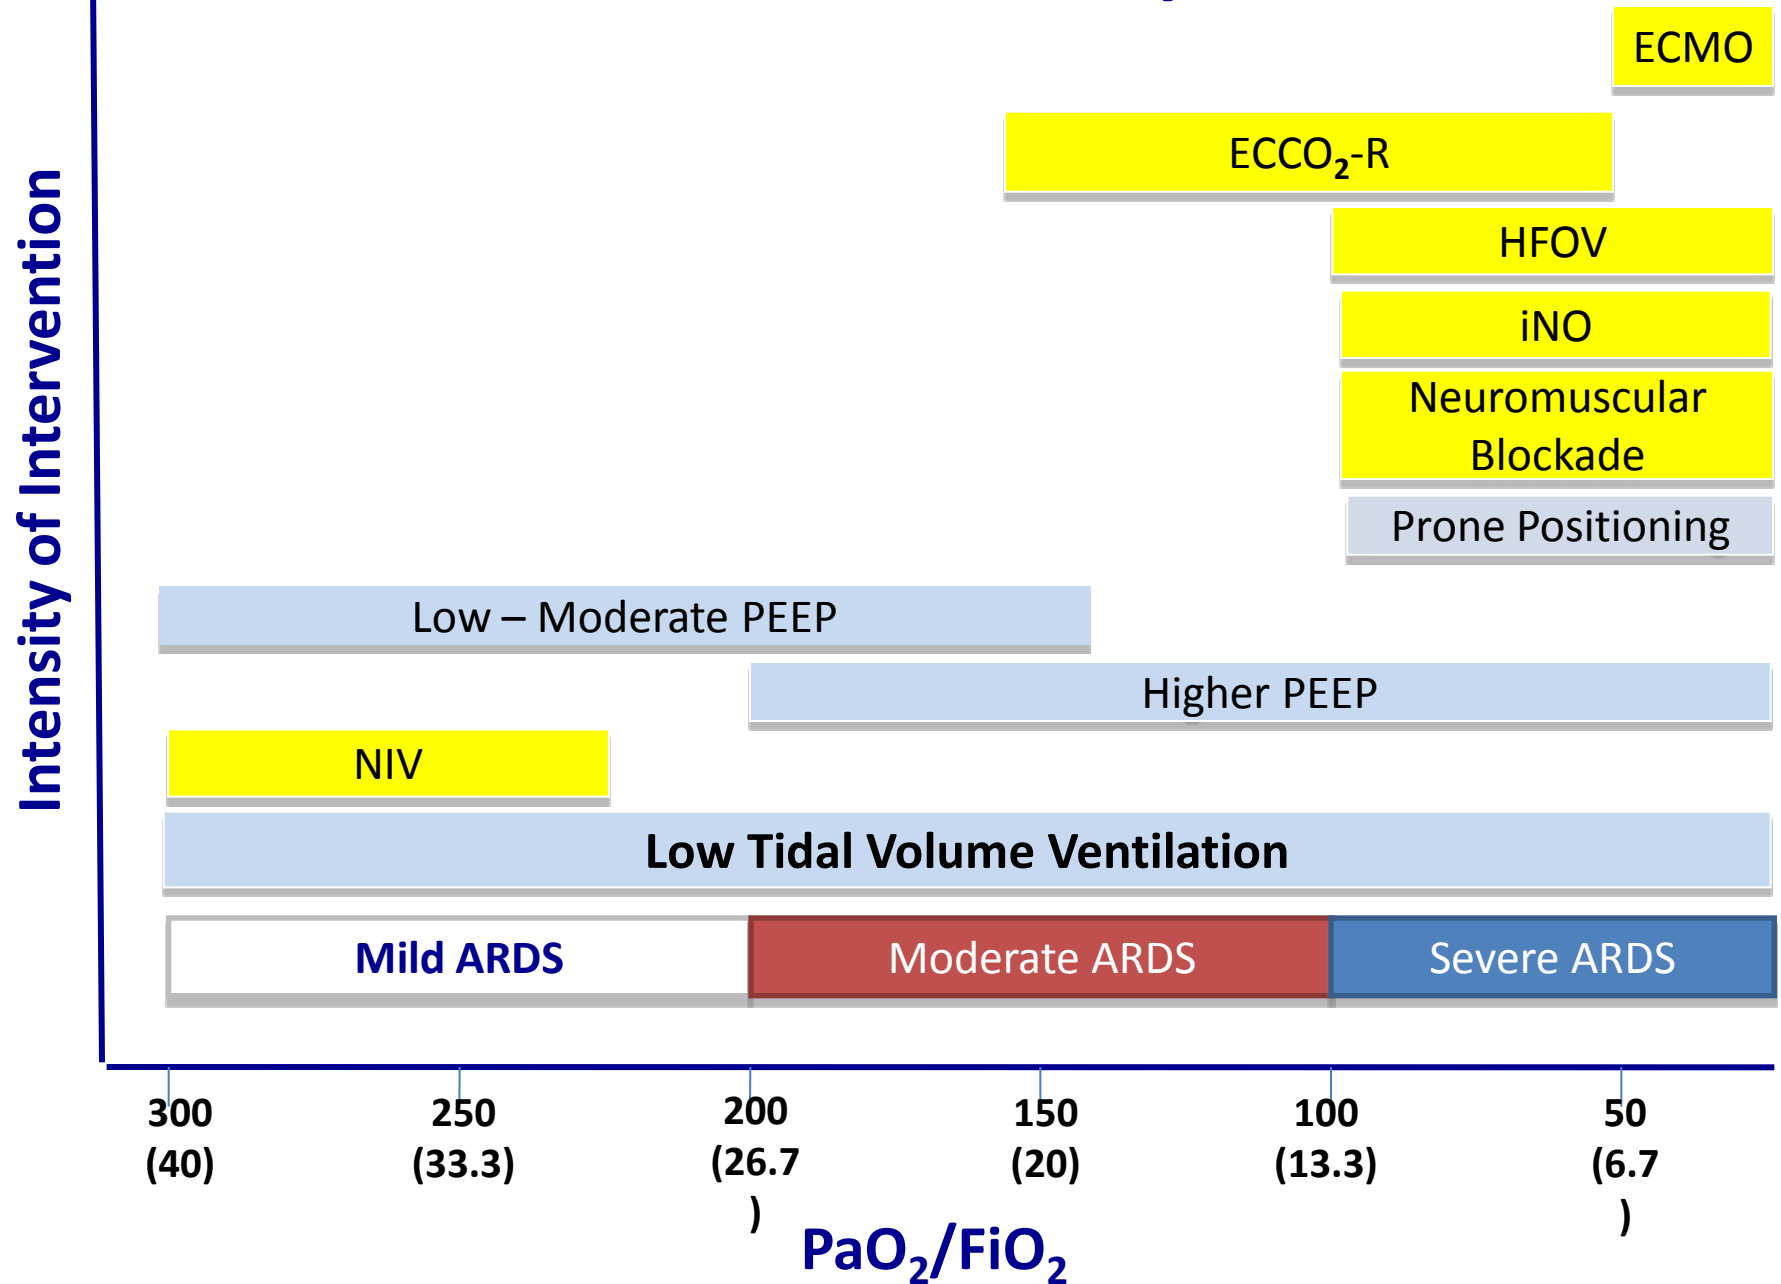 ECMO
ECCO₂-R
HFOV
iNO
Neuromuscular
Blockade
Prone Positioning
Low – Moderate PEEP
Higher PEEP
NIV
Low Tidal Volume Ventilation
Mild ARDS
Moderate ARDS
Severe ARDS
Intensity of Intervention
300
(40)
250
(33.3)
200
(26.7
)
150
(20)
100
(13.3)
50
(6.7
)
PaO₂/FiO₂